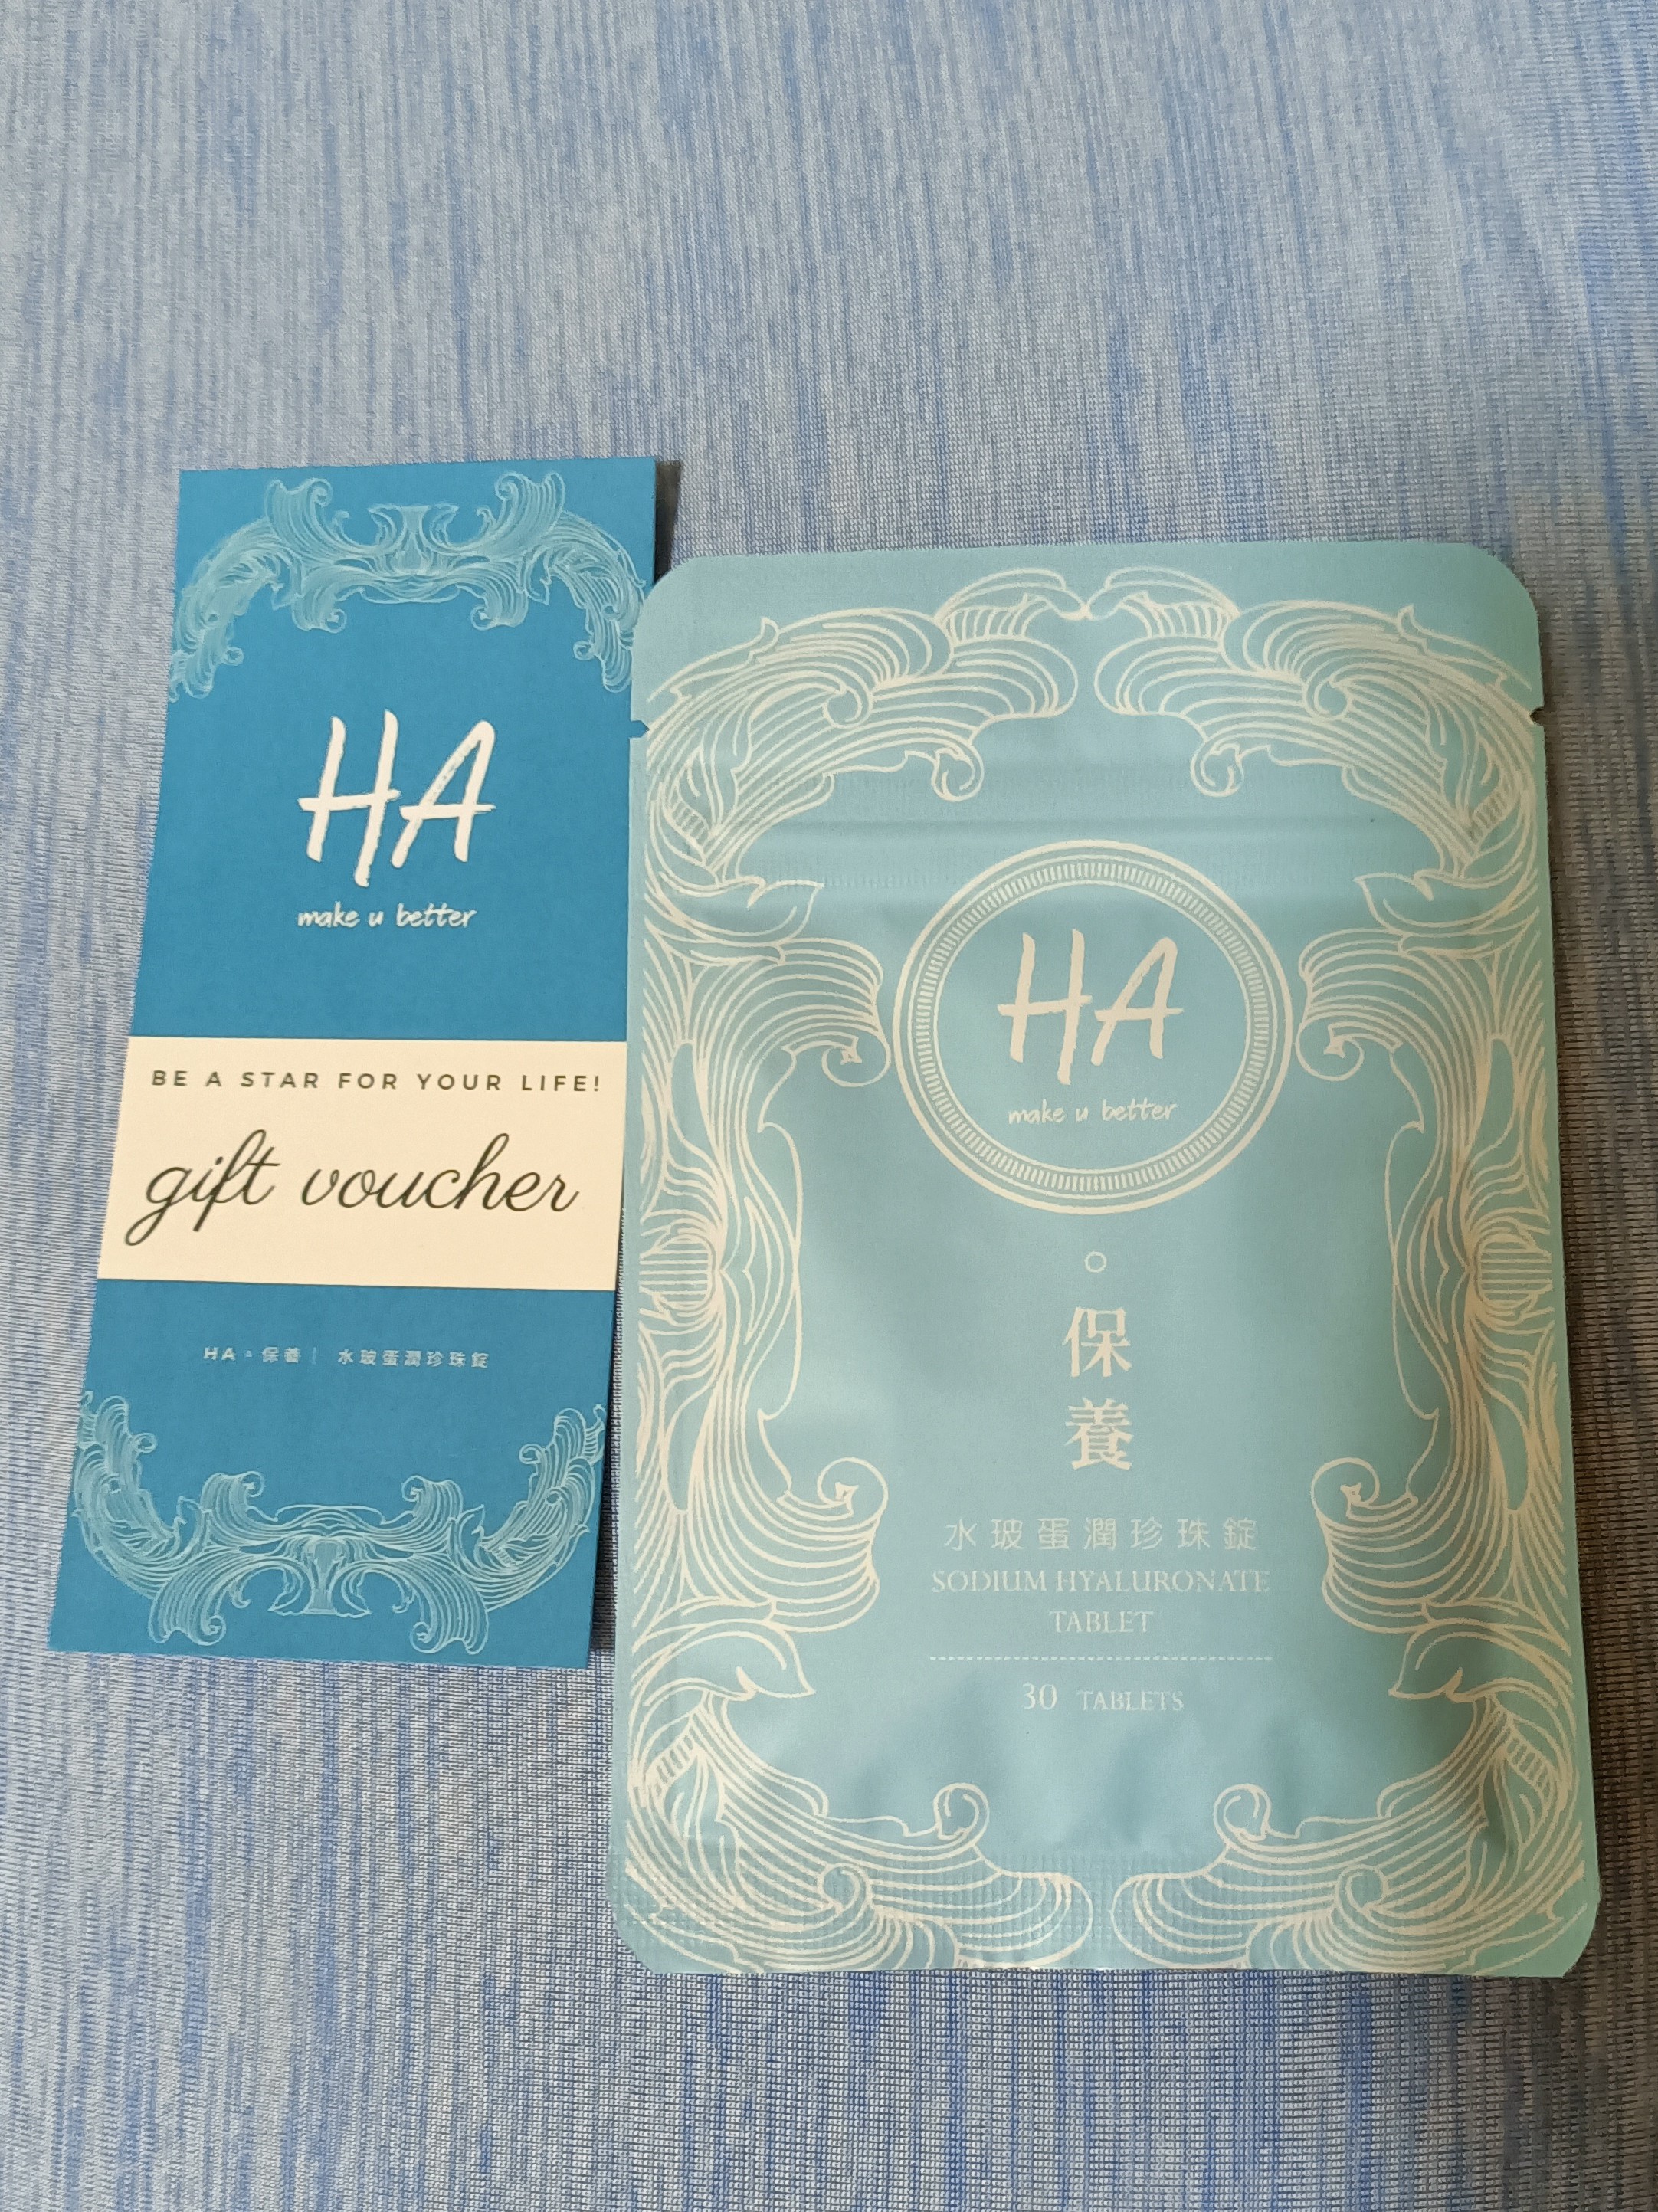 HA
make u better
BE A STAR FOR YOUR LIFE!
gift voucher
HA。保養｜ 水玻蛋潤珍珠錠
HA
make u better
。
保
養
水玻蛋潤珍珠錠
SODIUM HYALURONATE
TABLET
30 TABLETS